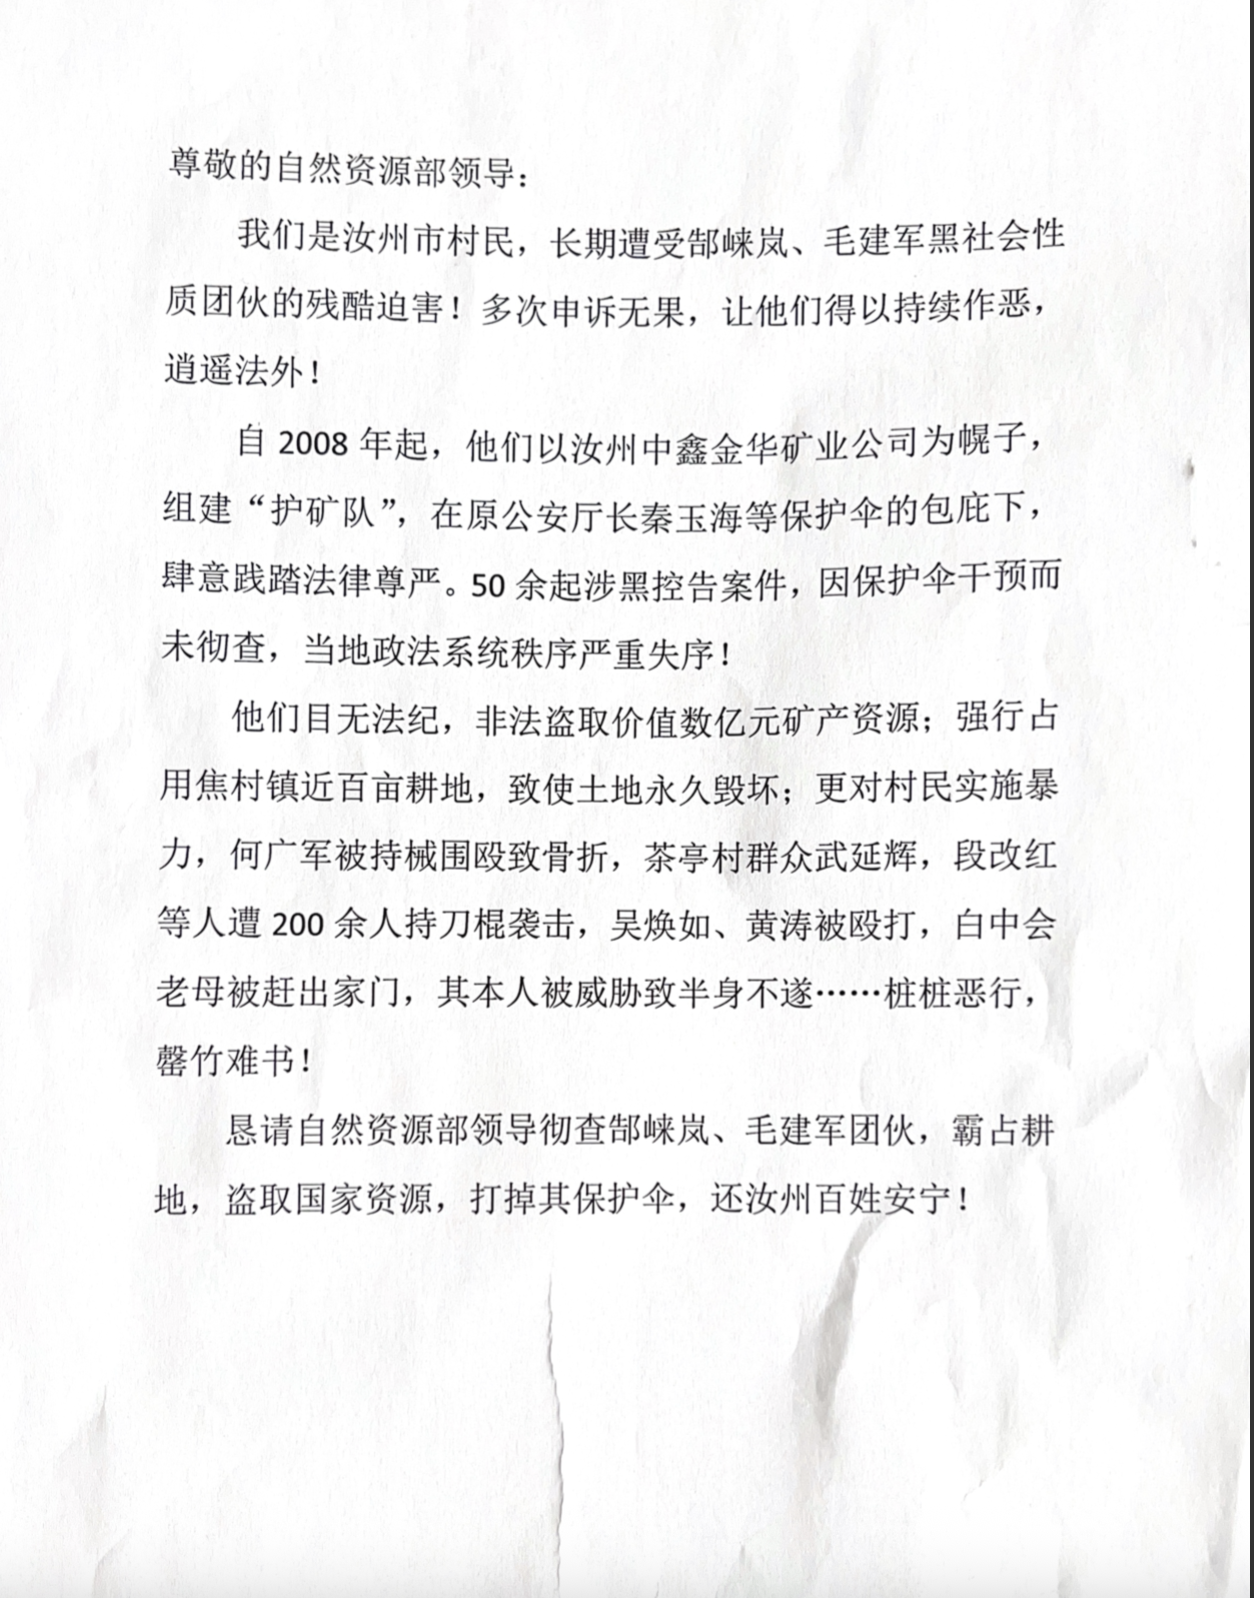 尊敬的自然资源部领导：
我们是汝州市村民，长期遭受郜崃岚、毛建军黑社会性
质团伙的残酷迫害！多次申诉无果，让他们得以持续作恶，
逍遥法外！
自 2008 年起，他们以汝州中鑫金华矿业公司为幌子，
组建“护矿队”，在原公安厅长秦玉海等保护伞的包庇下，
肆意践踏法律尊严。50 余起涉黑控告案件，因保护伞干预而
未彻查，当地政法系统秩序严重失序！
他们目无法纪，非法盗取价值数亿元矿产资源；强行占
用焦村镇近百亩耕地，致使土地永久毁坏；更对村民实施暴
力，何广军被持械围殴致骨折，茶亭村群众武延辉，段改红
等人遭 200 余人持刀棍袭击，吴焕如、黄涛被殴打，白中会
老母被赶出家门，其本人被威胁致半身不遂……桩桩恶行，
罄竹难书！
恳请自然资源部领导彻查郜崃岚、毛建军团伙，霸占耕
地，盗取国家资源，打掉其保护伞，还汝州百姓安宁！